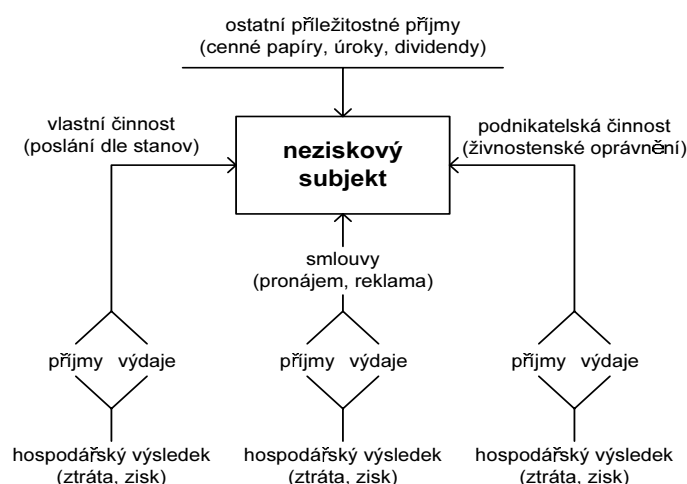 ostatní příležitostné příjmy
(cenné papíry, úroky, dividendy)
vlastní činnost
(poslání dle stanov)
neziskový
subjekt
podnikatelská činnost
(živnostenské oprávnění)
smlouvy
(pronájem, reklama)
příjmy výdaje
příjmy výdaje
příjmy výdaje
hospodářský výsledek
(ztráta, zisk)
hospodářský výsledek
(ztráta, zisk)
hospodářský výsledek
(ztráta, zisk)